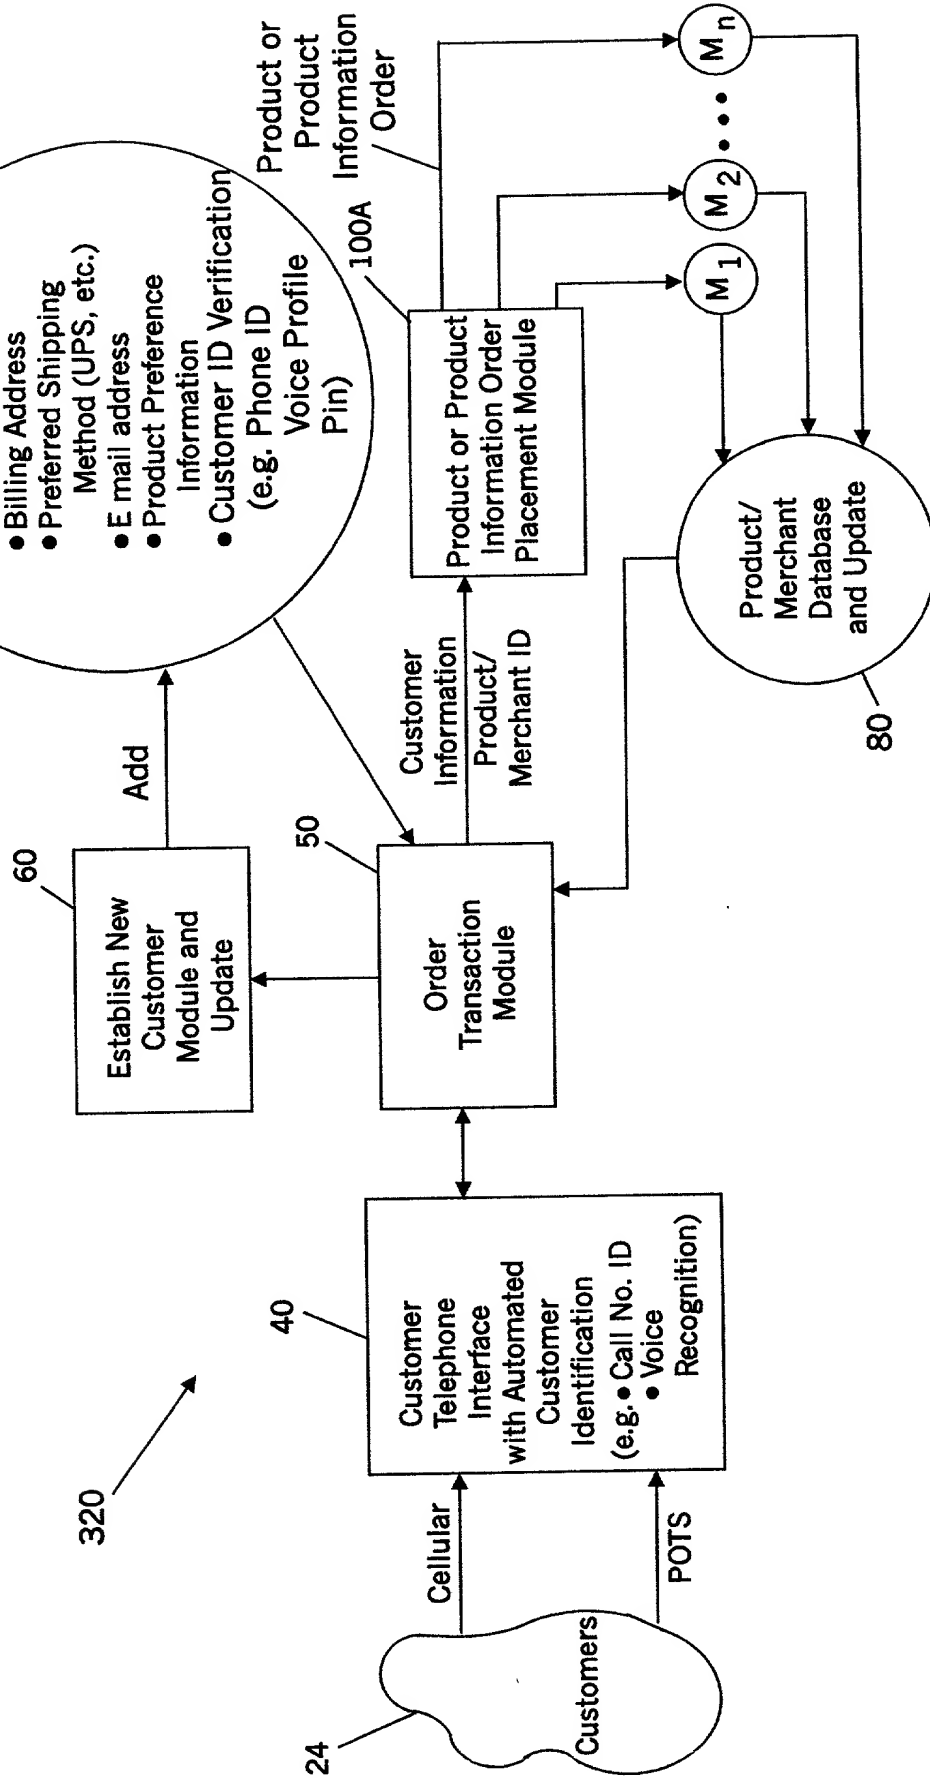 • Billing Address
• Preferred Shipping
Method (UPS, etc.)
• E mail address
• Product Preference
Information
• Customer ID Verification
(e.g. Phone ID
Voice Profile
Pin)
60
Establish New
Customer
Module and
Update
Add
320
24
Customers
Cellular
POTS
40
Customer
Telephone
Interface
with Automated
Customer
Identification
(e.g. • Call No. ID
• Voice
Recognition)
50
Order
Transaction
Module
Customer
Information
Product/
Merchant ID
100A
Product or Product
Information Order
Placement Module
Product or
Product
Information
Order
M1
M2
Mn
80
Product/
Merchant
Database
and Update